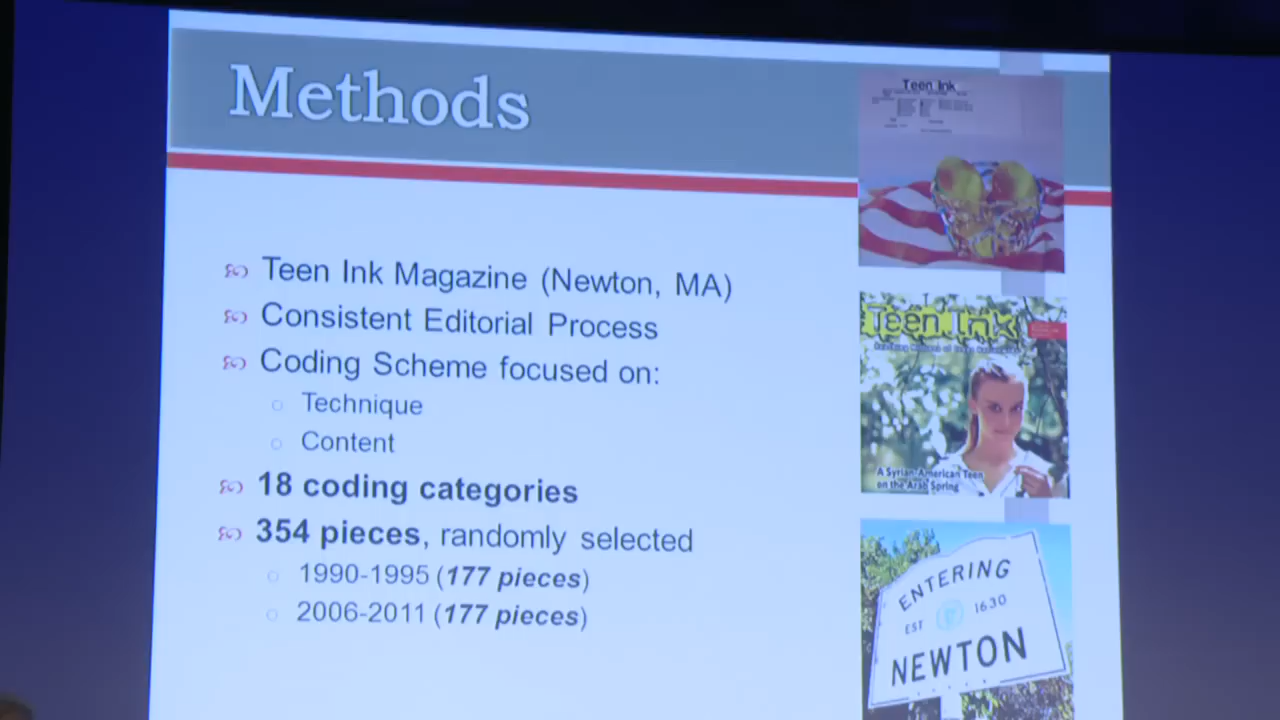 Methods
Teen Ink Magazine (Newton, MA)
Consistent Editorial Process
Coding Scheme focused on:
Technique
Content
18 coding categories
354 pieces, randomly selected
1990-1995 (177 pieces)
2006-2011 (177 pieces)
Teen Ink
Teen Ink
A Syrian-American Teen
on the Arab Spring
ENTERING
EST 1630
NEWTON